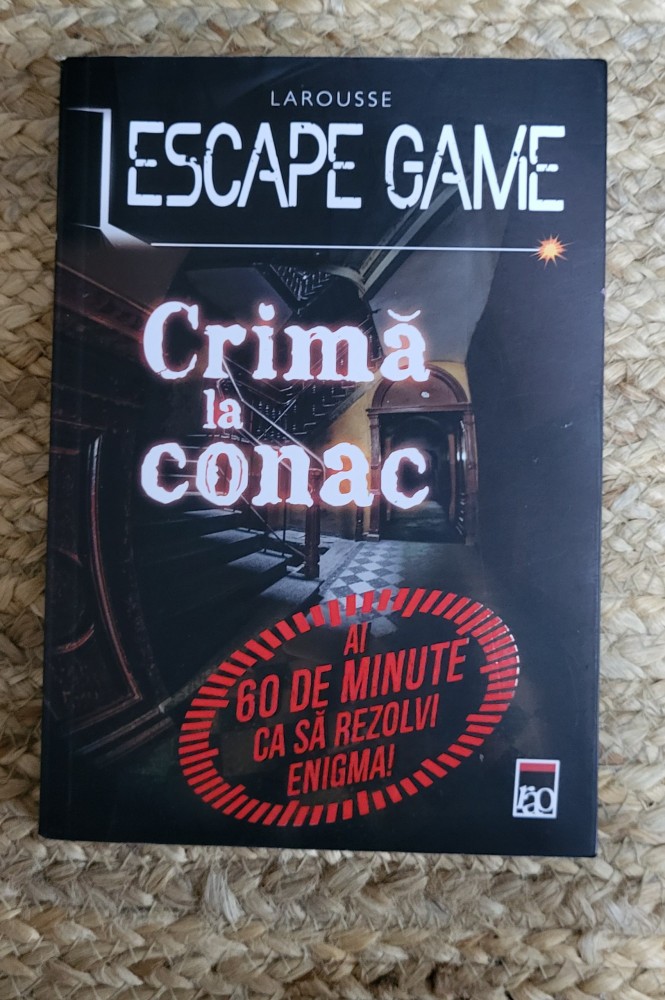 LAROUSSE
ESCAPE GAME
Crimă
la
conac
AI
60 DE MINUTE
CA SĂ REZOLVI
ENIGMA!
rao